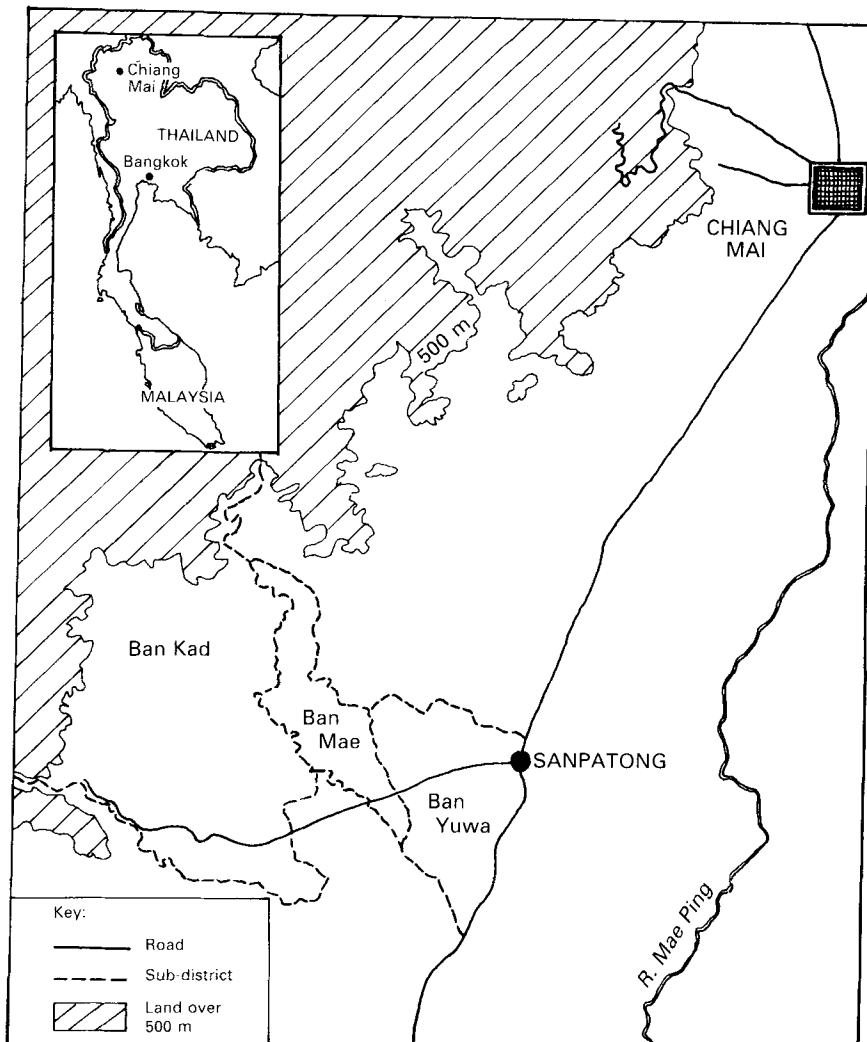 Chiang
Mai
THAILAND
Bangkok
MALAYSIA
CHIANG
MAI
500 m
Ban Kad
Ban
Mae
SANPATONG
Ban
Yuwa
R. Mae Ping
Key:
Road
Sub-district
Land over
500 m